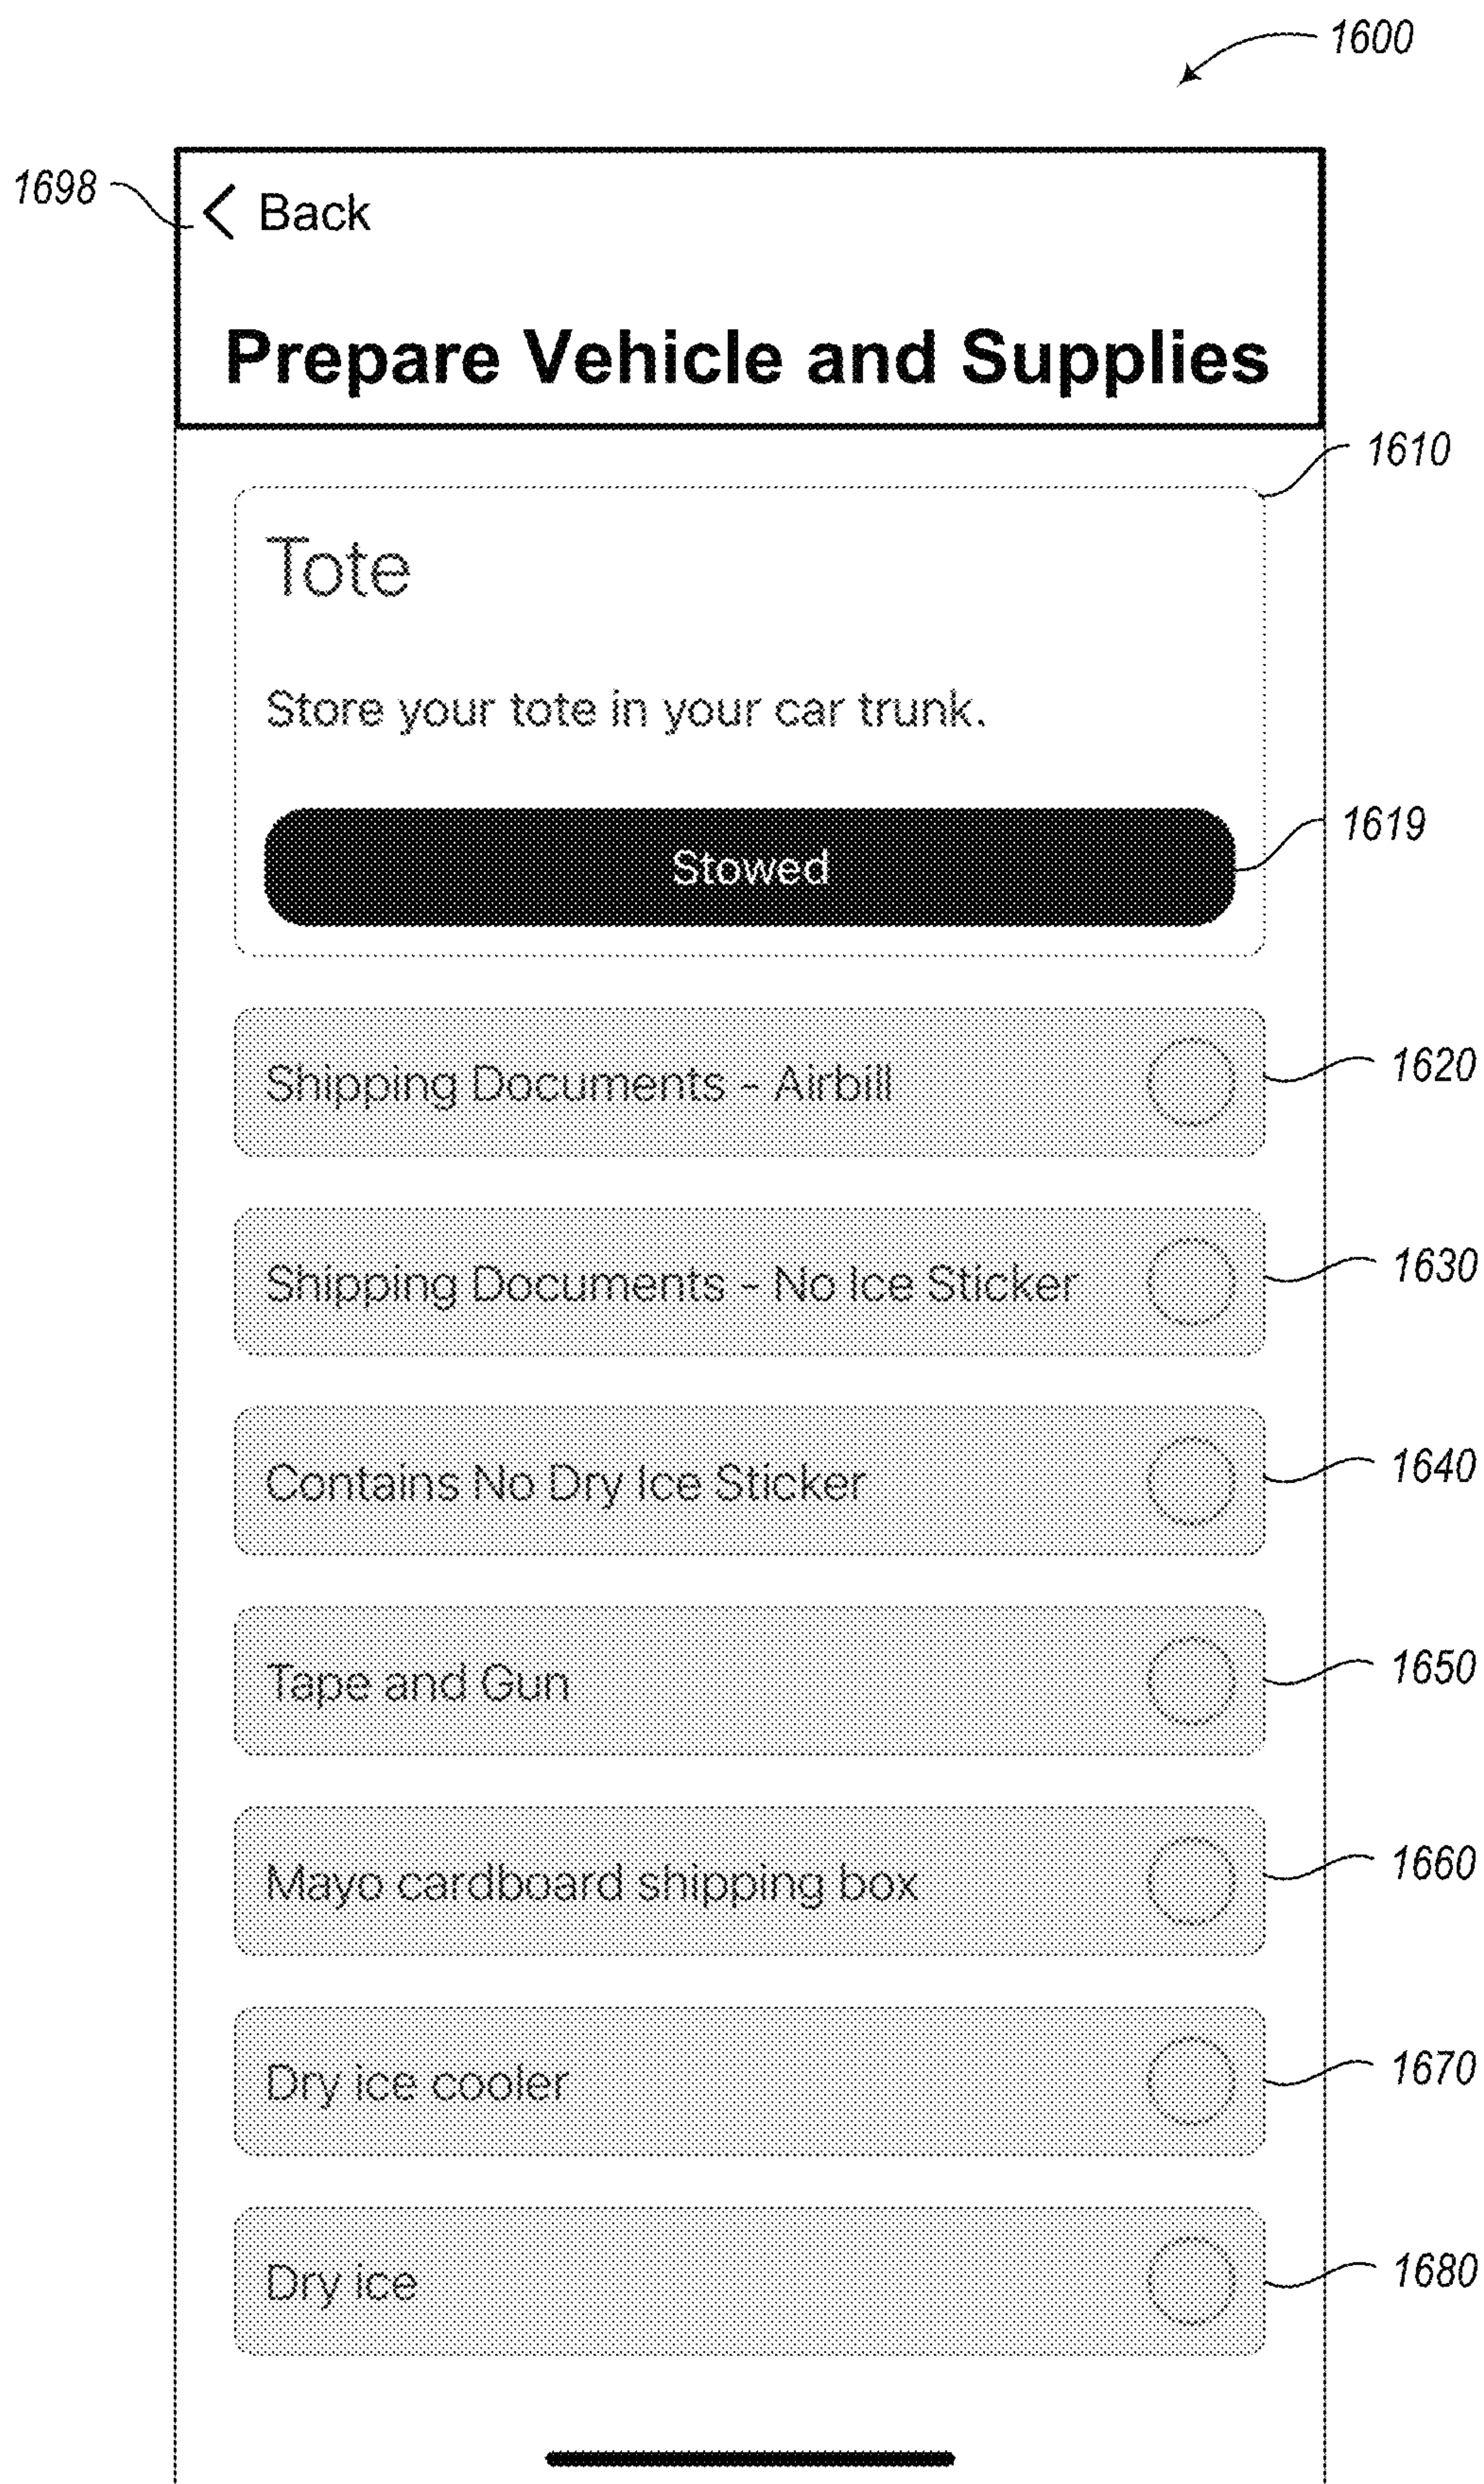 1600
1698
Back
Prepare Vehicle and Supplies
1610
Tote
Store your tote in your car trunk.
Stowed
1619
Shipping Documents - Airbill
1620
Shipping Documents - No Ice Sticker
1630
Contains No Dry Ice Sticker
1640
Tape and Gun
1650
Mayo cardboard shipping box
1660
Dry ice cooler
1670
Dry ice
1680